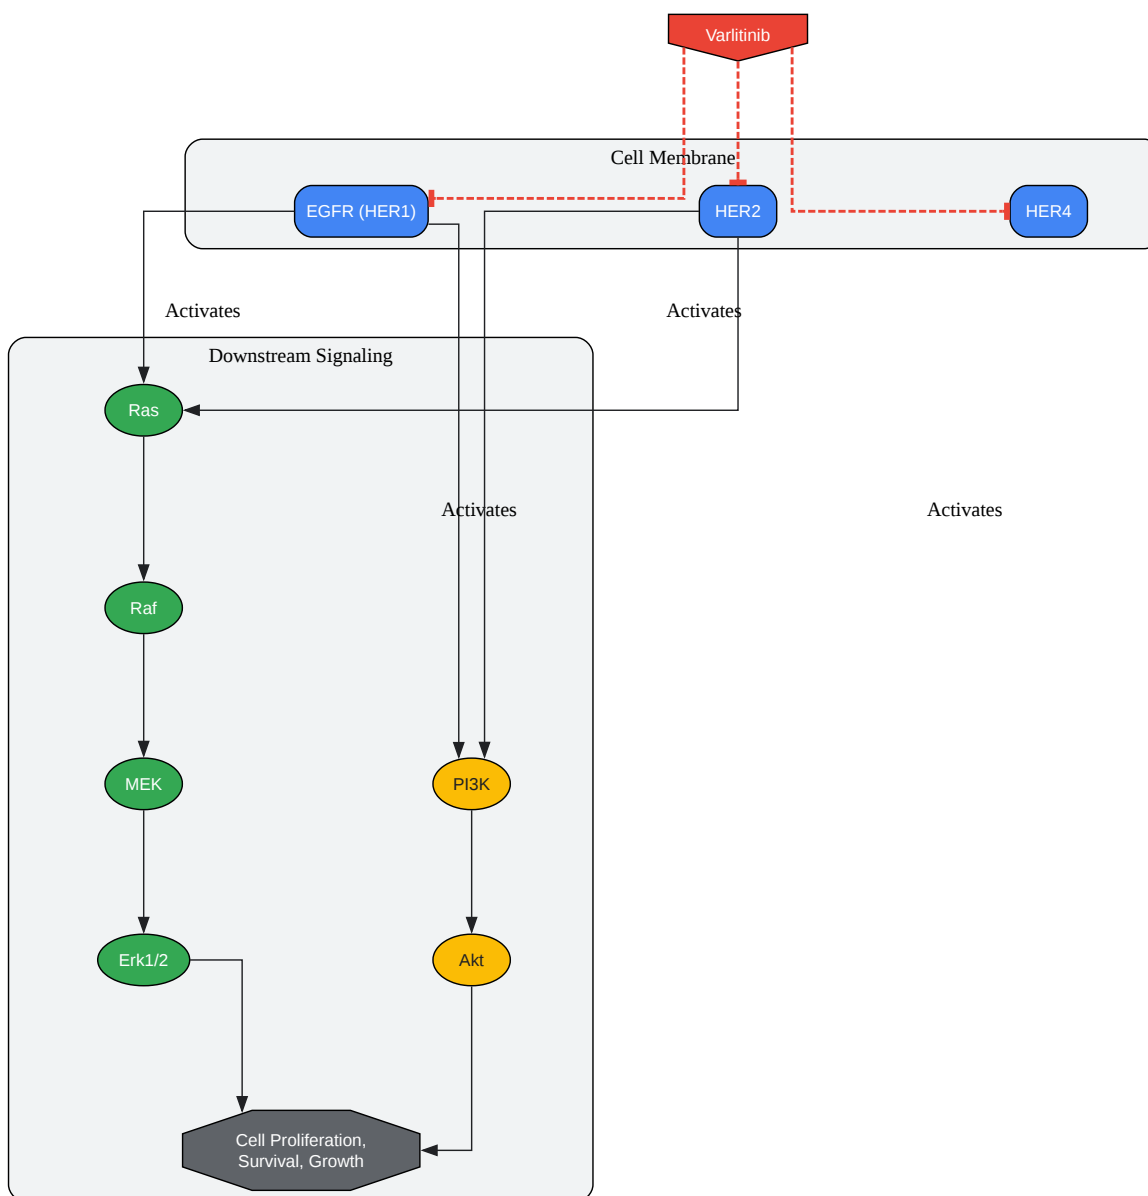 Varlitinib
Cell Membrane
EGFR (HER1)
HER2
HER4
Activates
Activates
Downstream Signaling
Ras
Activates
Activates
Raf
MEK
PI3K
Erk1/2
Akt
Cell Proliferation,
Survival, Growth